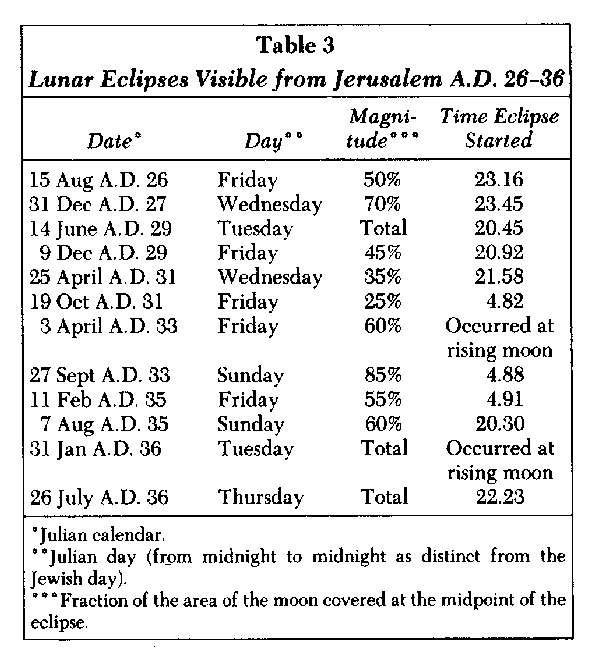 Table 3
Lunar Eclipses Visible from Jerusalem A.D. 26–36
Date* Day** Magni- Time Eclipse
tude*** Started
15 Aug A.D. 26 Friday 50% 23.16
31 Dec A.D. 27 Wednesday 70% 23.45
14 June A.D. 29 Tuesday Total 20.45
9 Dec A.D. 29 Friday 45% 20.92
25 April A.D. 31 Wednesday 35% 21.58
19 Oct A.D. 31 Friday 25% 4.82
3 April A.D. 33 Friday 60% Occurred at
rising moon
27 Sept A.D. 33 Sunday 85% 4.88
11 Feb A.D. 35 Friday 55% 4.91
7 Aug A.D. 35 Sunday 60% 20.30
31 Jan A.D. 36 Tuesday Total Occurred at
rising moon
26 July A.D. 36 Thursday Total 22.23
*Julian calendar.
**Julian day (from midnight to midnight as distinct from the
Jewish day).
***Fraction of the area of the moon covered at the midpoint of the
eclipse.